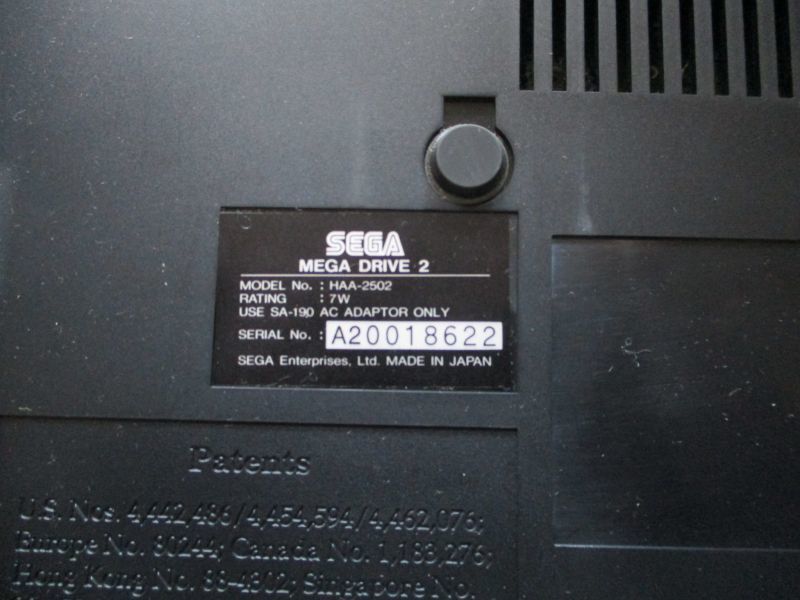 SEGA
MEGA DRIVE 2
MODEL No. : HAA-2502
RATING : 7W
USE SA-190 AC ADAPTOR ONLY
SERIAL No. : A20018622
SEGA Enterprises, Ltd. MADE IN JAPAN
Patents
U.S. Nos. 4,442,486/4,454,594/4,462,076;
Europe No. 80244; Canada No. 1,183,276;
Hong Kong No. 88-4302; Singapore No.